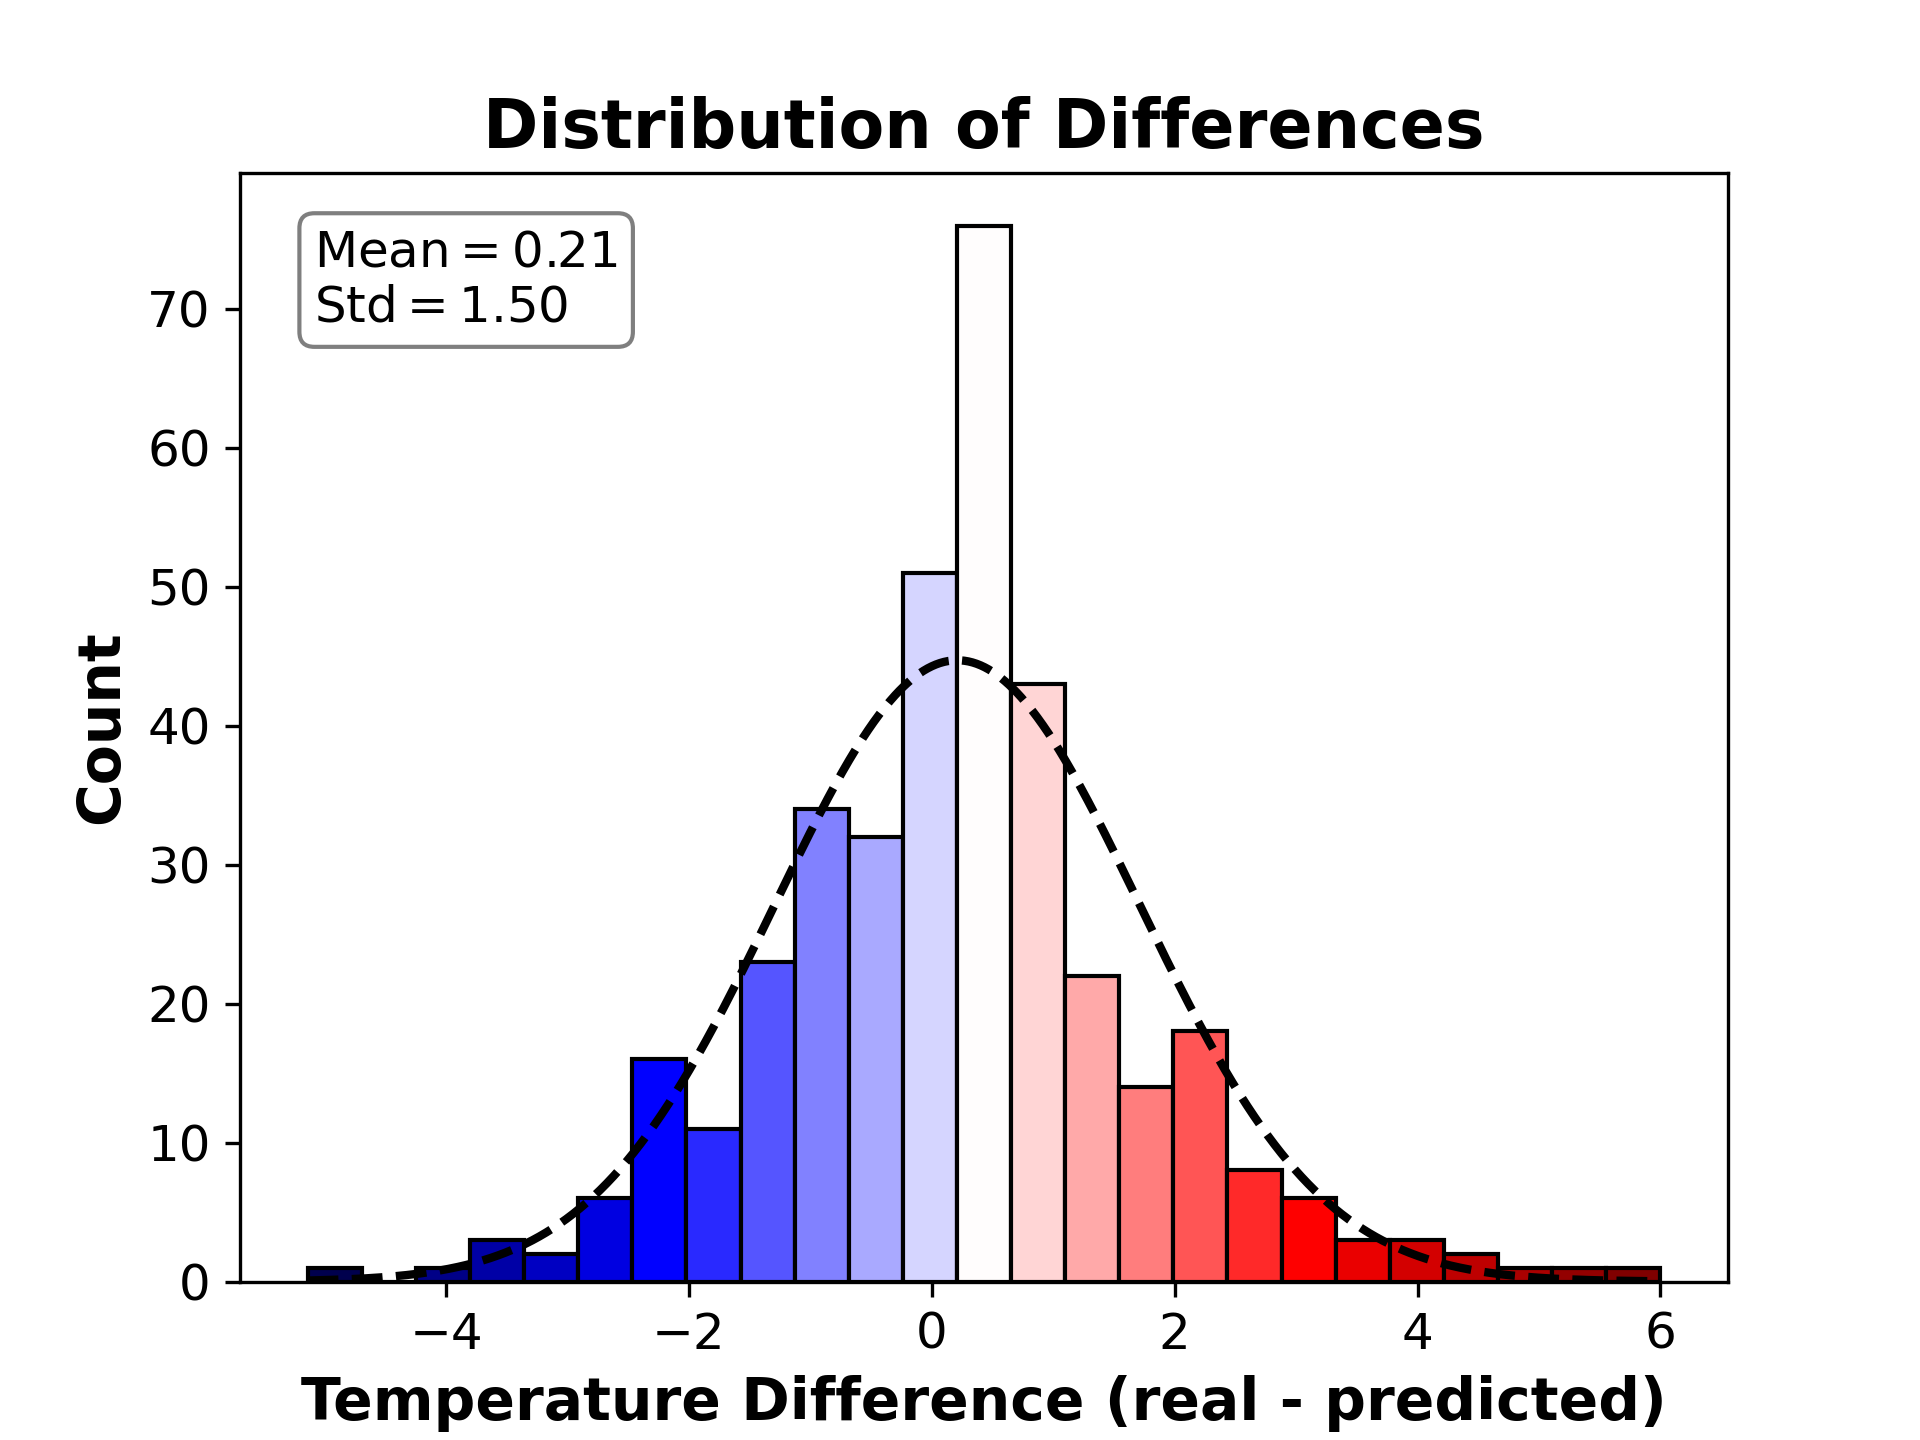 Distribution of Differences
Mean = 0.21
Std = 1.50
70
60
50
40
30
20
10
0
Count
−4 −2 0 2 4 6
Temperature Difference (real - predicted)